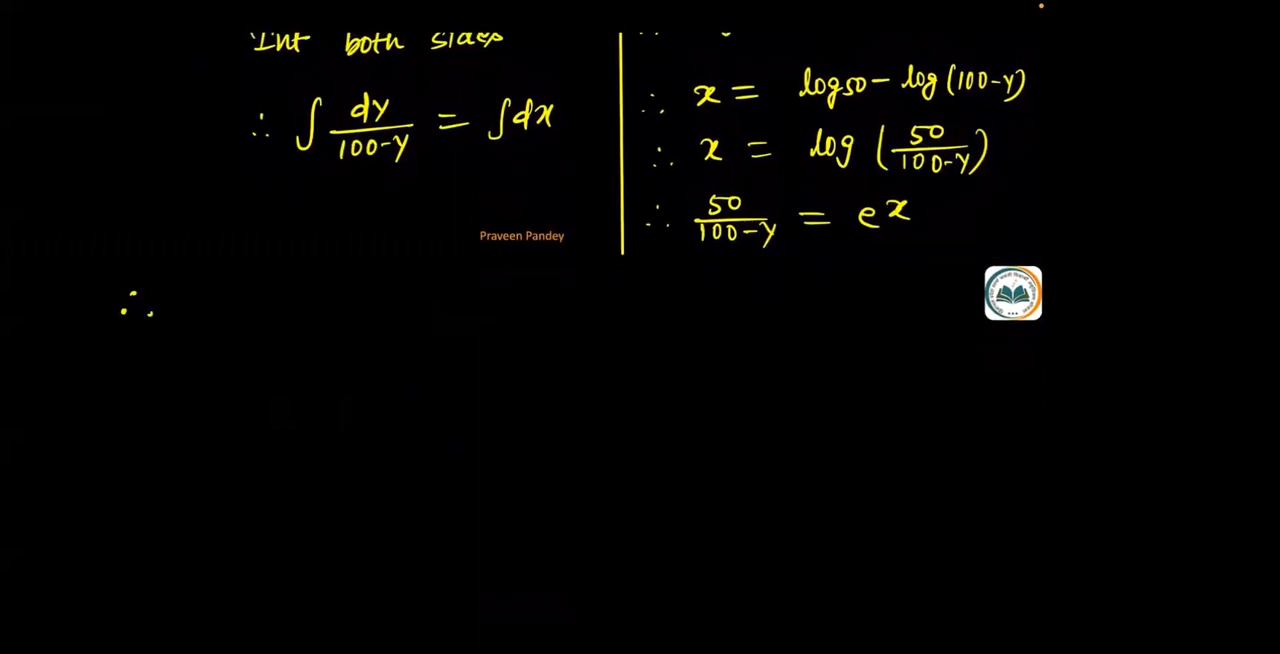 Int both sides
∴ ∫ dy/(100-y) = ∫dx
Praveen Pandey
∴ x = log50 - log(100-y)
∴ x = log(50/(100-y))
∴ 50/(100-y) = e^x
∴